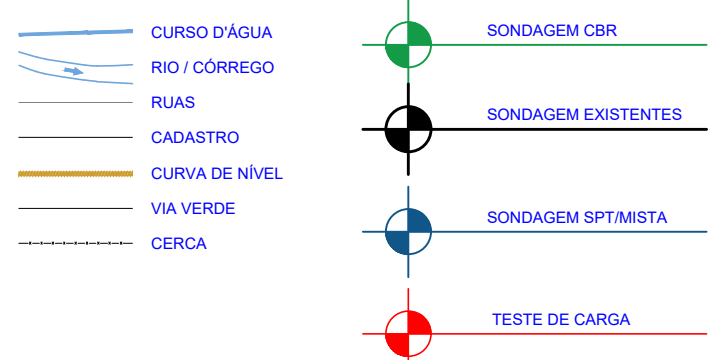 CURSO D'ÁGUA
RIO / CÓRREGO
RUAS
CADASTRO
CURVA DE NÍVEL
VIA VERDE
CERCA
SONDAGEM CBR
SONDAGEM EXISTENTES
SONDAGEM SPT/MISTA
TESTE DE CARGA